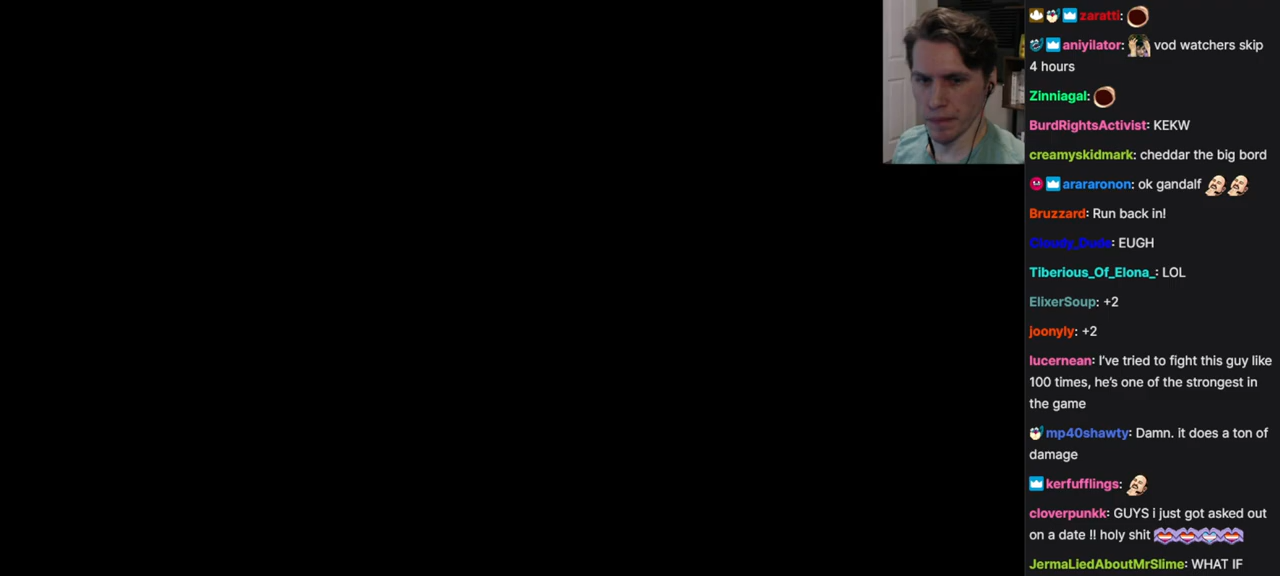 zaratti:
aniyilator: vod watchers skip
4 hours
Zinniagal:
BurdRightsActivist: KEKW
creamyskidmark: cheddar the big bord
arararonon: ok gandalf
Bruzzard: Run back in!
Cloudy_Dude: EUGH
Tiberious_Of_Elona_: LOL
ElixerSoup: +2
joonyly: +2
lucernean: I've tried to fight this guy like
100 times, he's one of the strongest in
the game
mp40shawty: Damn. it does a ton of
damage
kerfufflings:
cloverpunkk: GUYS i just got asked out
on a date !! holy shit
JermaLiedAboutMrSlime: WHAT IF